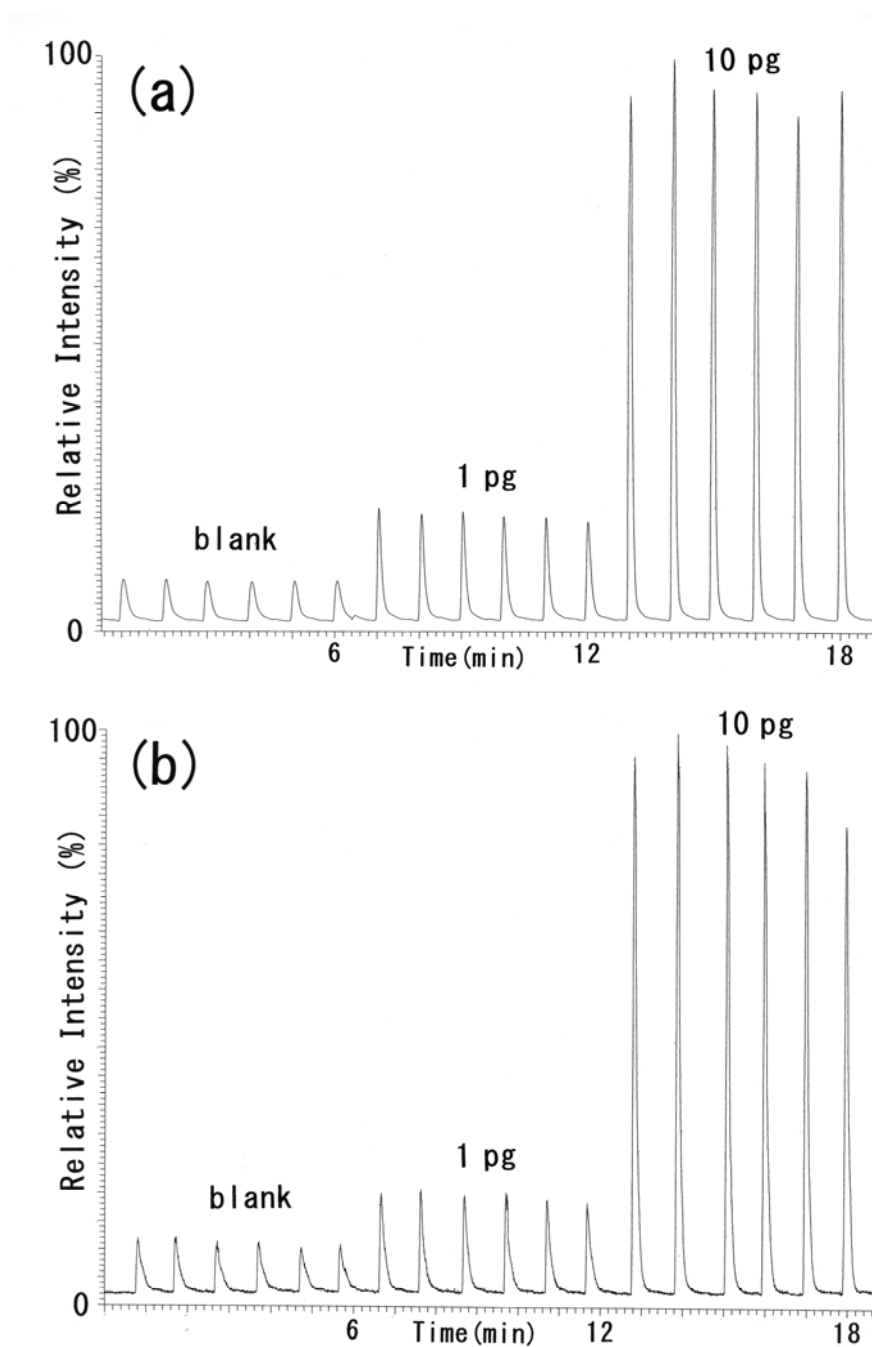 100
(a)
10 pg
Relative Intensity (%)
1 pg
blank
0
6
Time(min)
12
18
100
(b)
10 pg
Relative Intensity (%)
1 pg
blank
0
6
Time(min)
12
18